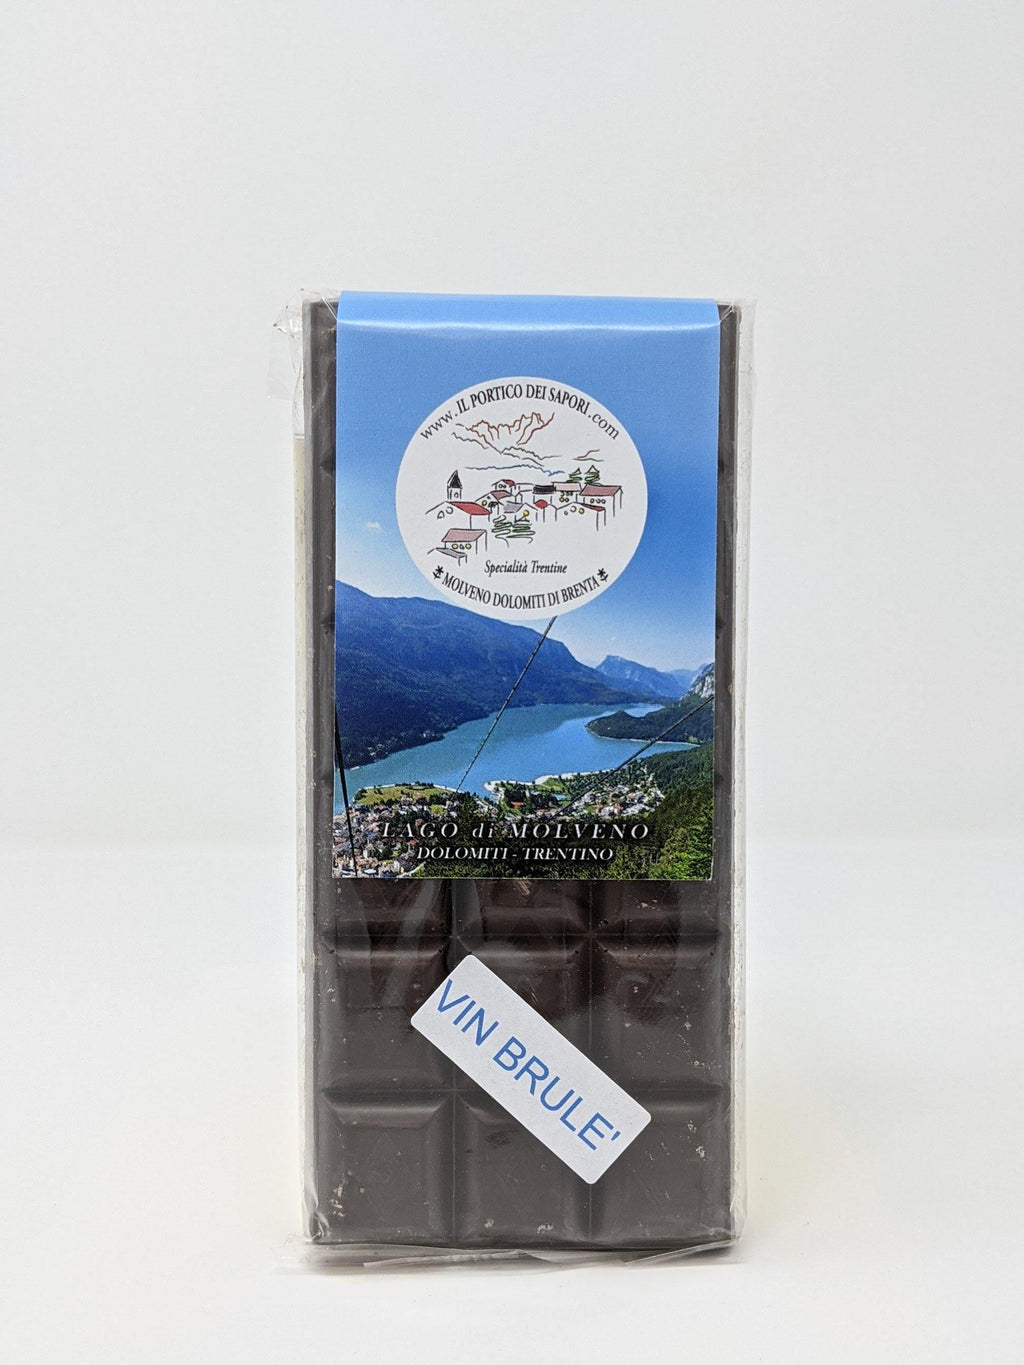 www.IL PORTICO DEI SAPORI.com
Specialità Trentine
MOLVENO DOLOMITI DI BRENTA
LAGO di MOLVENO
DOLOMITI - TRENTINO
VIN BRULE'